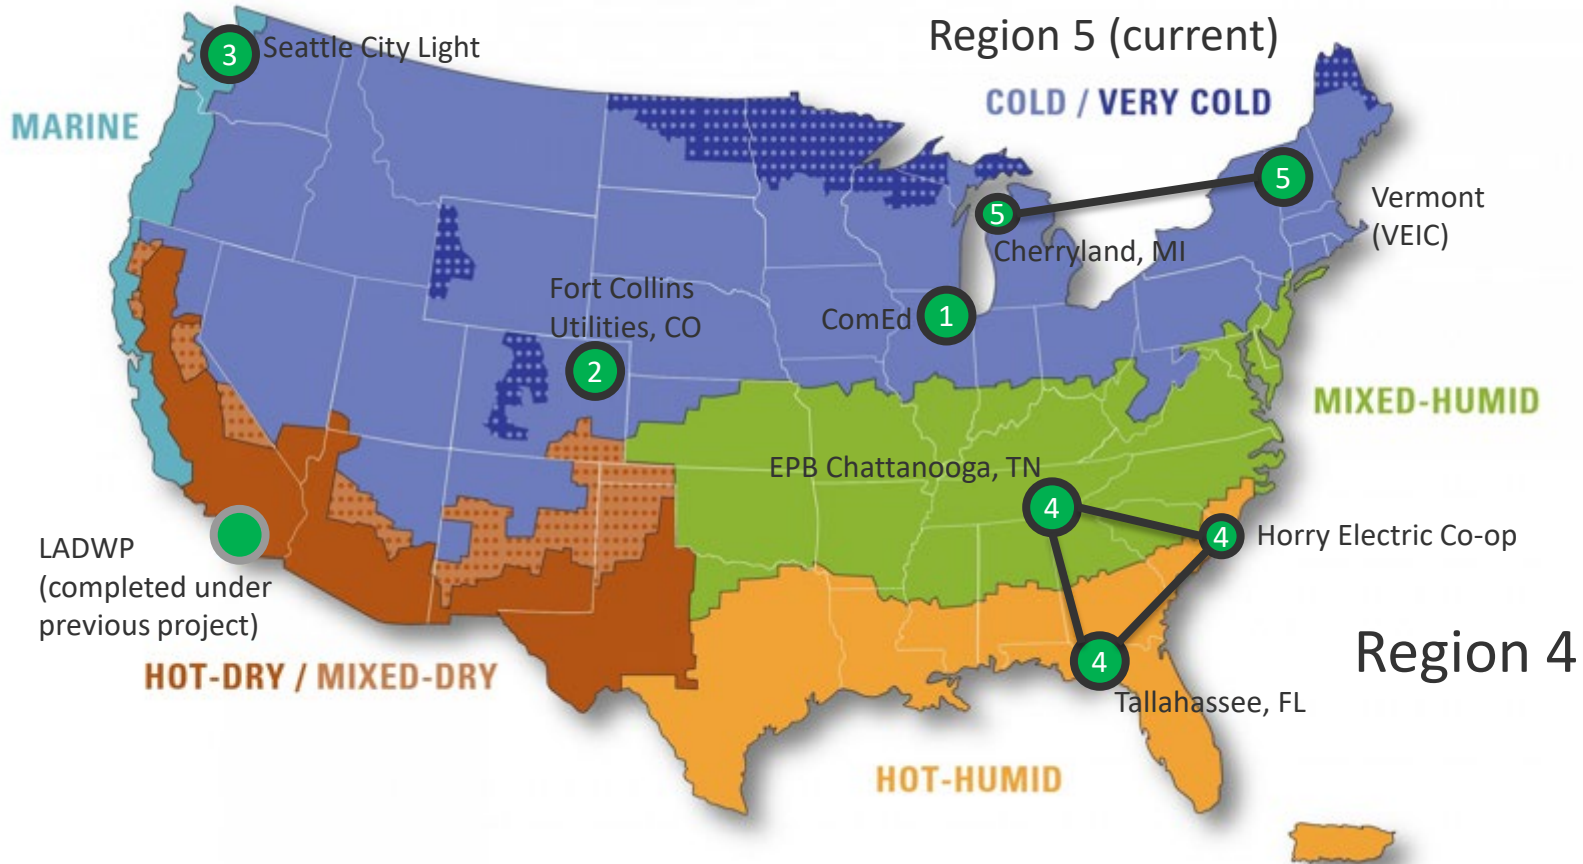 Region 5 (current)
3
Seattle City Light
COLD / VERY COLD
MARINE
5
Vermont
(VEIC)
5
Cherryland, MI
Fort Collins
Utilities, CO
ComEd
1
2
MIXED-HUMID
EPB Chattanooga, TN
4
4
Horry Electric Co-op
LADWP
(completed under
previous project)
Region 4
4
HOT-DRY / MIXED-DRY
Tallahassee, FL
HOT-HUMID